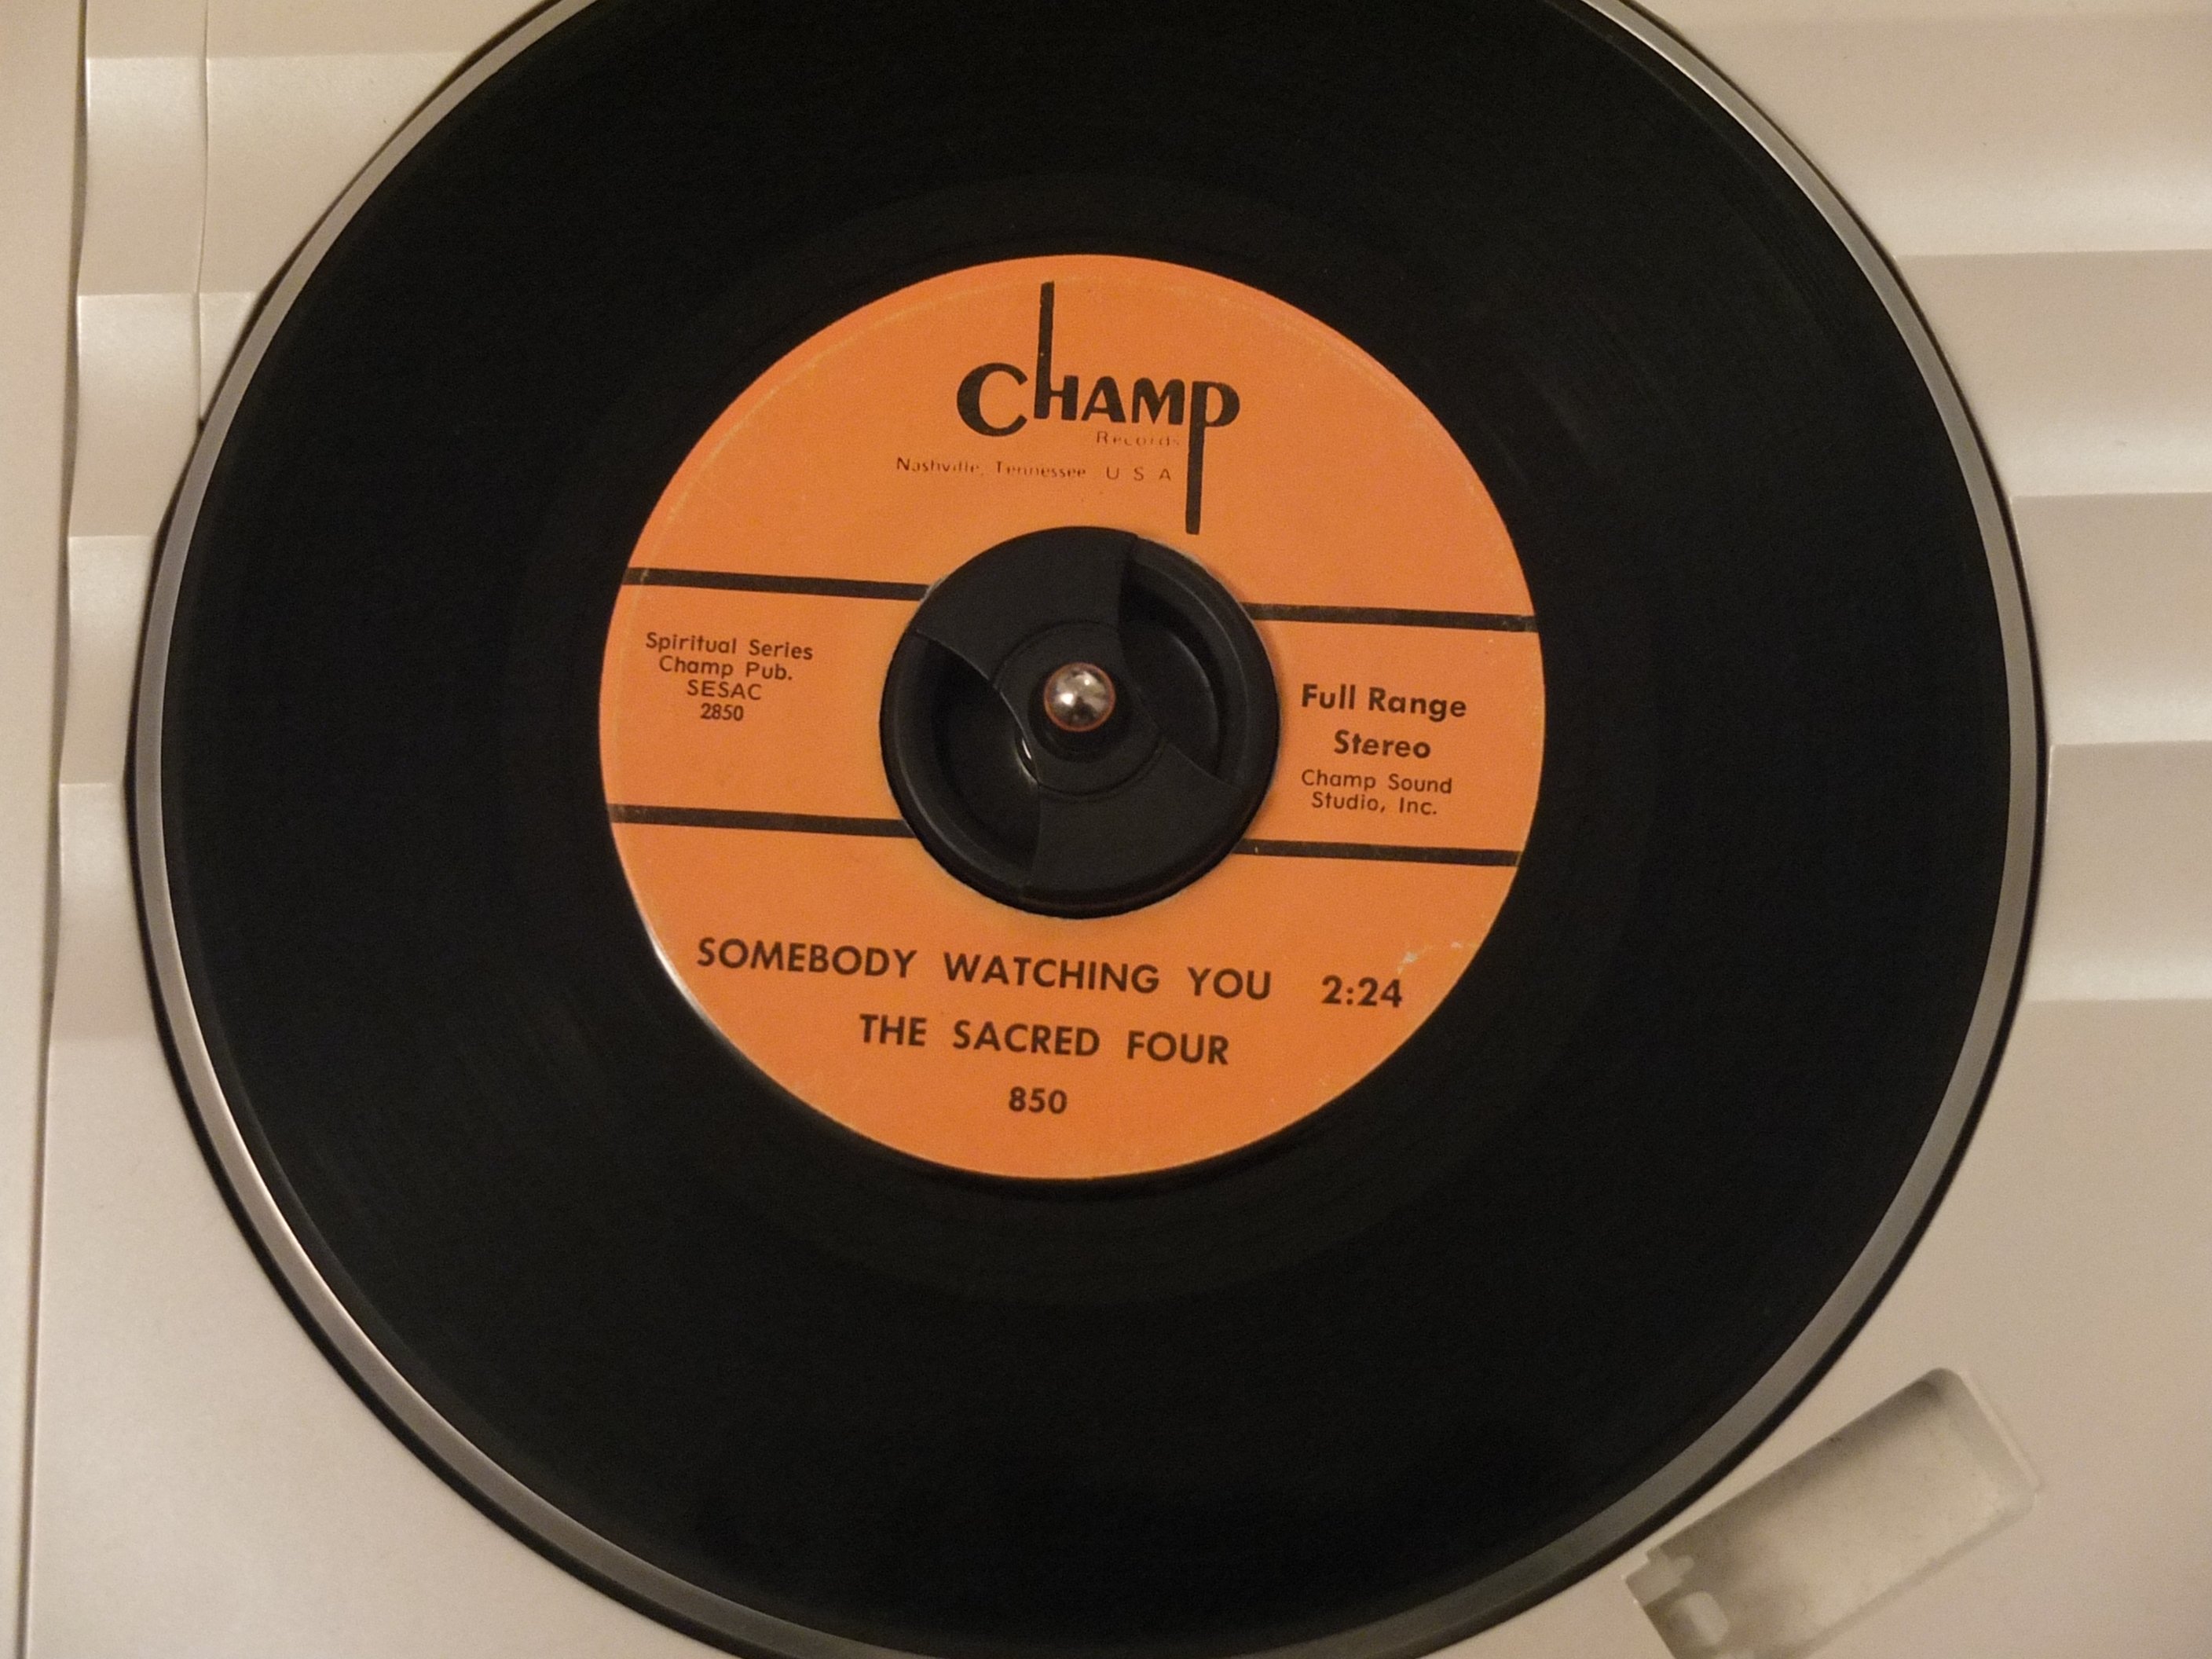 CHAMP
Records
Nashville, Tennessee U S A
Spiritual Series
Champ Pub.
SESAC
2850
Full Range
Stereo
Champ Sound
Studio, Inc.
SOMEBODY WATCHING YOU 2:24
THE SACRED FOUR
850